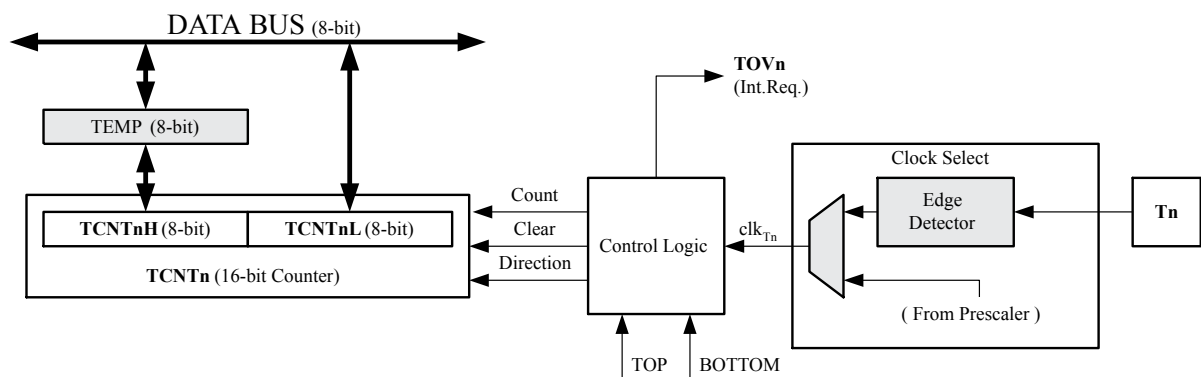 DATA BUS (8-bit)
TOVn
(Int.Req.)
TEMP (8-bit)
Clock Select
Count
Edge
Detector
Tn
TCNTnH (8-bit)
TCNTnL (8-bit)
Clear
Control Logic
clkTn
TCNTn (16-bit Counter)
Direction
( From Prescaler )
TOP
BOTTOM